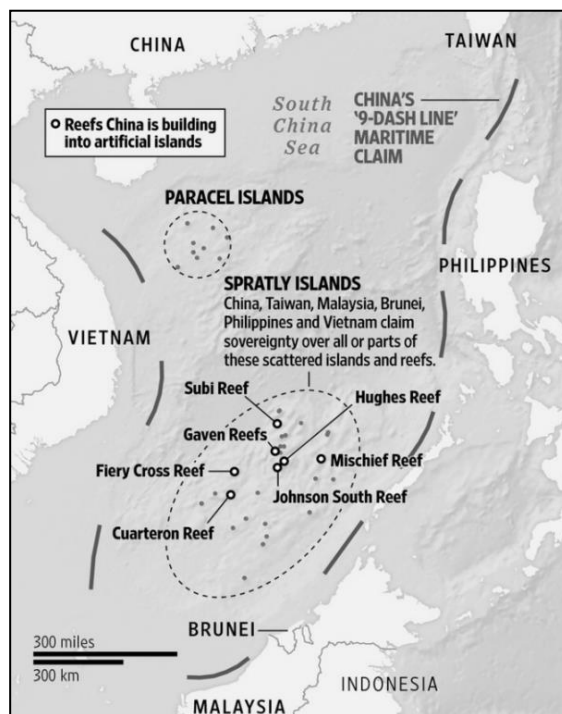 CHINA
TAIWAN
South
China
Sea
CHINA'S
'9-DASH LINE'
MARITIME
CLAIM
Reefs China is building
into artificial islands
PARACEL ISLANDS
PHILIPPINES
SPRATLY ISLANDS
China, Taiwan, Malaysia, Brunei,
Philippines and Vietnam claim
sovereignty over all or parts of
these scattered islands and reefs.
VIETNAM
Subi Reef
Hughes Reef
Gaven Reefs
Mischief Reef
Fiery Cross Reef
Johnson South Reef
Cuarteron Reef
BRUNEI
300 miles
300 km
INDONESIA
MALAYSIA